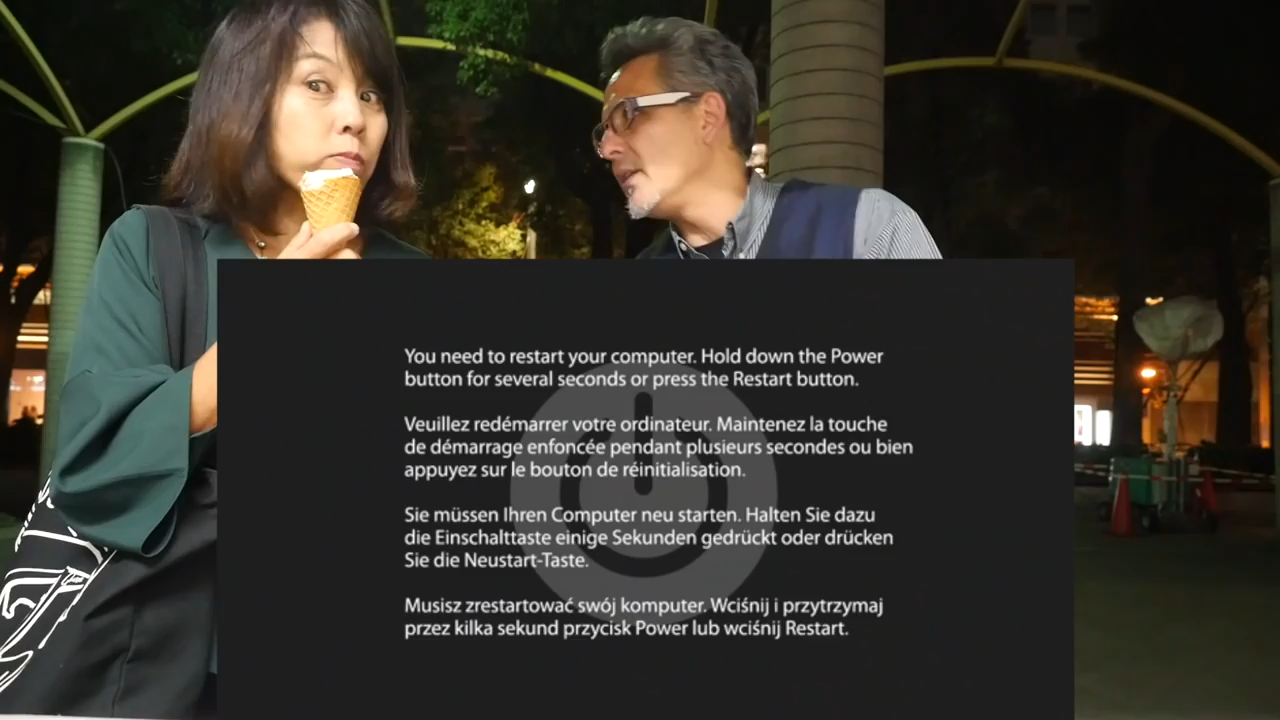 You need to restart your computer. Hold down the Power
button for several seconds or press the Restart button.
Veuillez redémarrer votre ordinateur. Maintenez la touche
de démarrage enfoncée pendant plusieurs secondes ou bien
appuyez sur le bouton de réinitialisation.
Sie müssen Ihren Computer neu starten. Halten Sie dazu
die Einschalttaste einige Sekunden gedrückt oder drücken
Sie die Neustart-Taste.
Musisz zrestartować swój komputer. Wciśnij i przytrzymaj
przez kilka sekund przycisk Power lub wciśnij Restart.